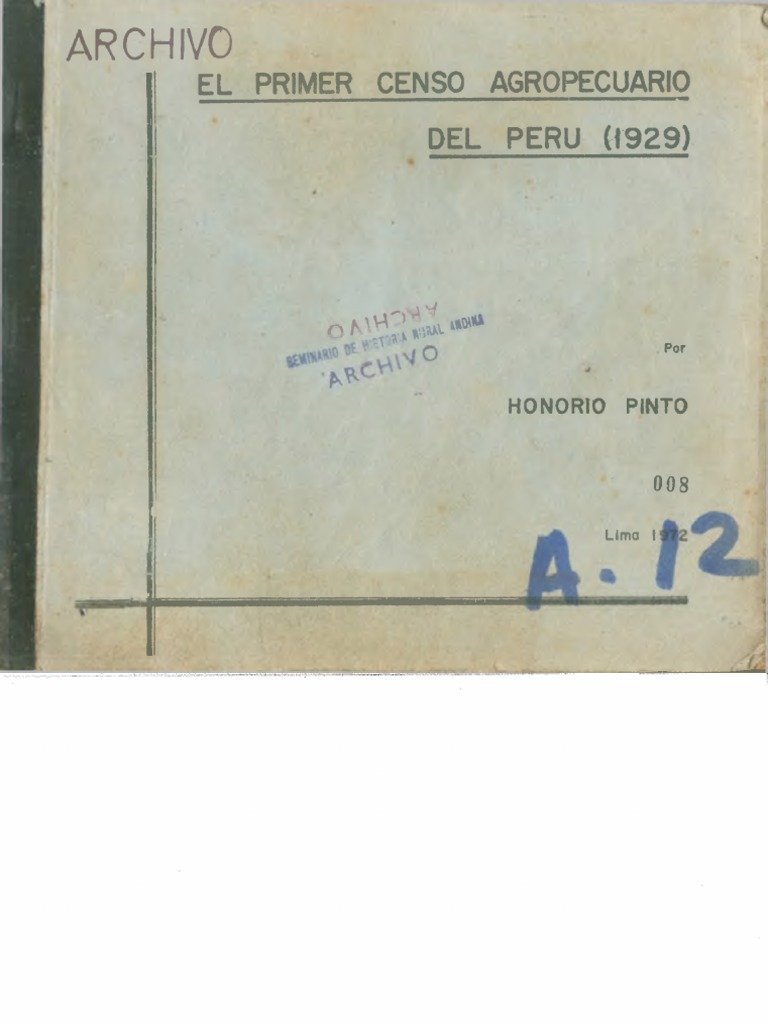 ARCHIVO
EL PRIMER CENSO AGROPECUARIO
DEL PERU (1929)
ARCHIVO
SEMINARIO DE HISTORIA RURAL ANDINA
ARCHIVO
Por
HONORIO PINTO
008
Lima 1972
A. 12